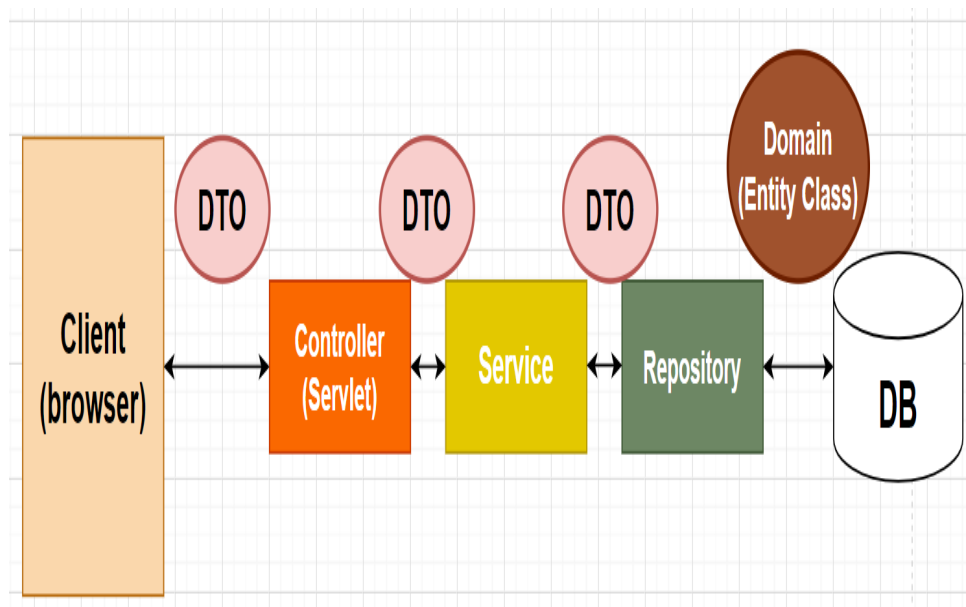 DTO
DTO
DTO
Domain
(Entity Class)
Client
(browser)
Controller
(Servlet)
Service
Repository
DB